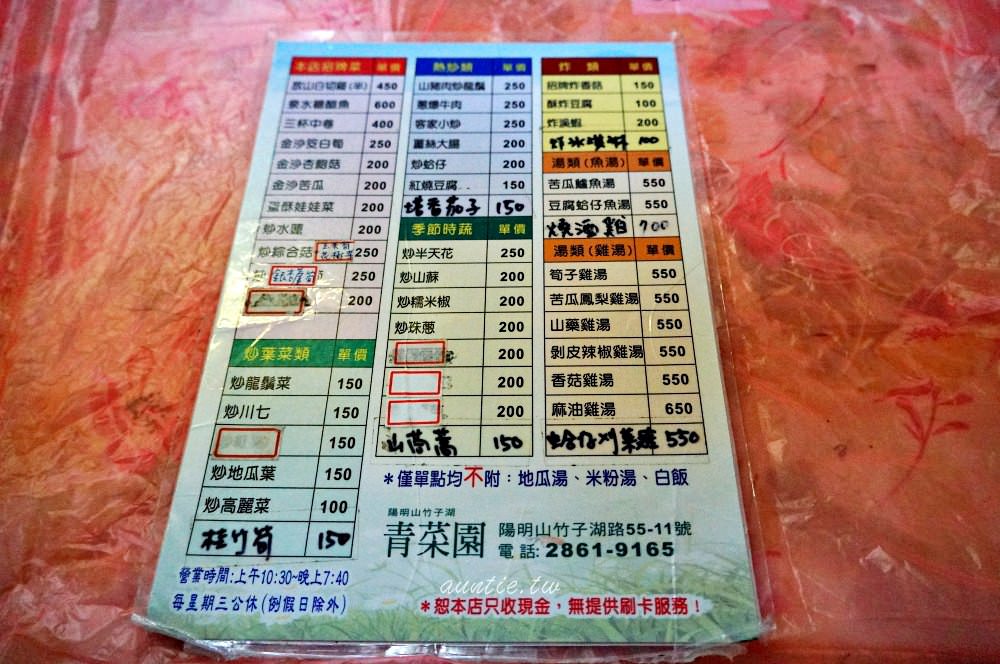 本店招牌菜 單價
放山白切雞(半) 450
泉水糖醋魚 600
三杯中卷 400
金沙茭白筍 250
金沙杏鮑菇 200
金沙苦瓜 200
蛋酥娃娃菜 200
炒水蓮 200
炒綜合菇 250
炒 250
200
炒葉菜類 單價
炒龍鬚菜 150
炒川七 150
150
炒地瓜葉 150
炒高麗菜 100
桂竹筍 150
營業時間:上午10:30~晚上7:40
每星期三公休(例假日除外)
熱炒類 單價
山豬肉炒龍鬚 250
蔥爆牛肉 250
客家小炒 250
薑絲大腸 200
炒蛤仔 200
紅燒豆腐 150
塔香茄子 150
季節時蔬 單價
炒半天花 250
炒山蘇 200
炒糯米椒 200
炒珠蔥 200
200
200
200
山茼蒿 150
炸類 單價
招牌炸香菇 150
酥炸豆腐 100
炸溪蝦 200
100
湯類(魚湯) 單價
苦瓜鱸魚湯 550
豆腐蛤仔魚湯 550
燒酒雞 700
湯類(雞湯) 單價
筍子雞湯 550
苦瓜鳳梨雞湯 550
山藥雞湯 550
剝皮辣椒雞湯 550
香菇雞湯 550
麻油雞湯 650
蛤仔刈菜雞 550
*僅單點均不附：地瓜湯、米粉湯、白飯
陽明山竹子湖
青菜園 陽明山竹子湖路55-11號
電話: 2861-9165
auntie.tw
*恕本店只收現金，無提供刷卡服務！